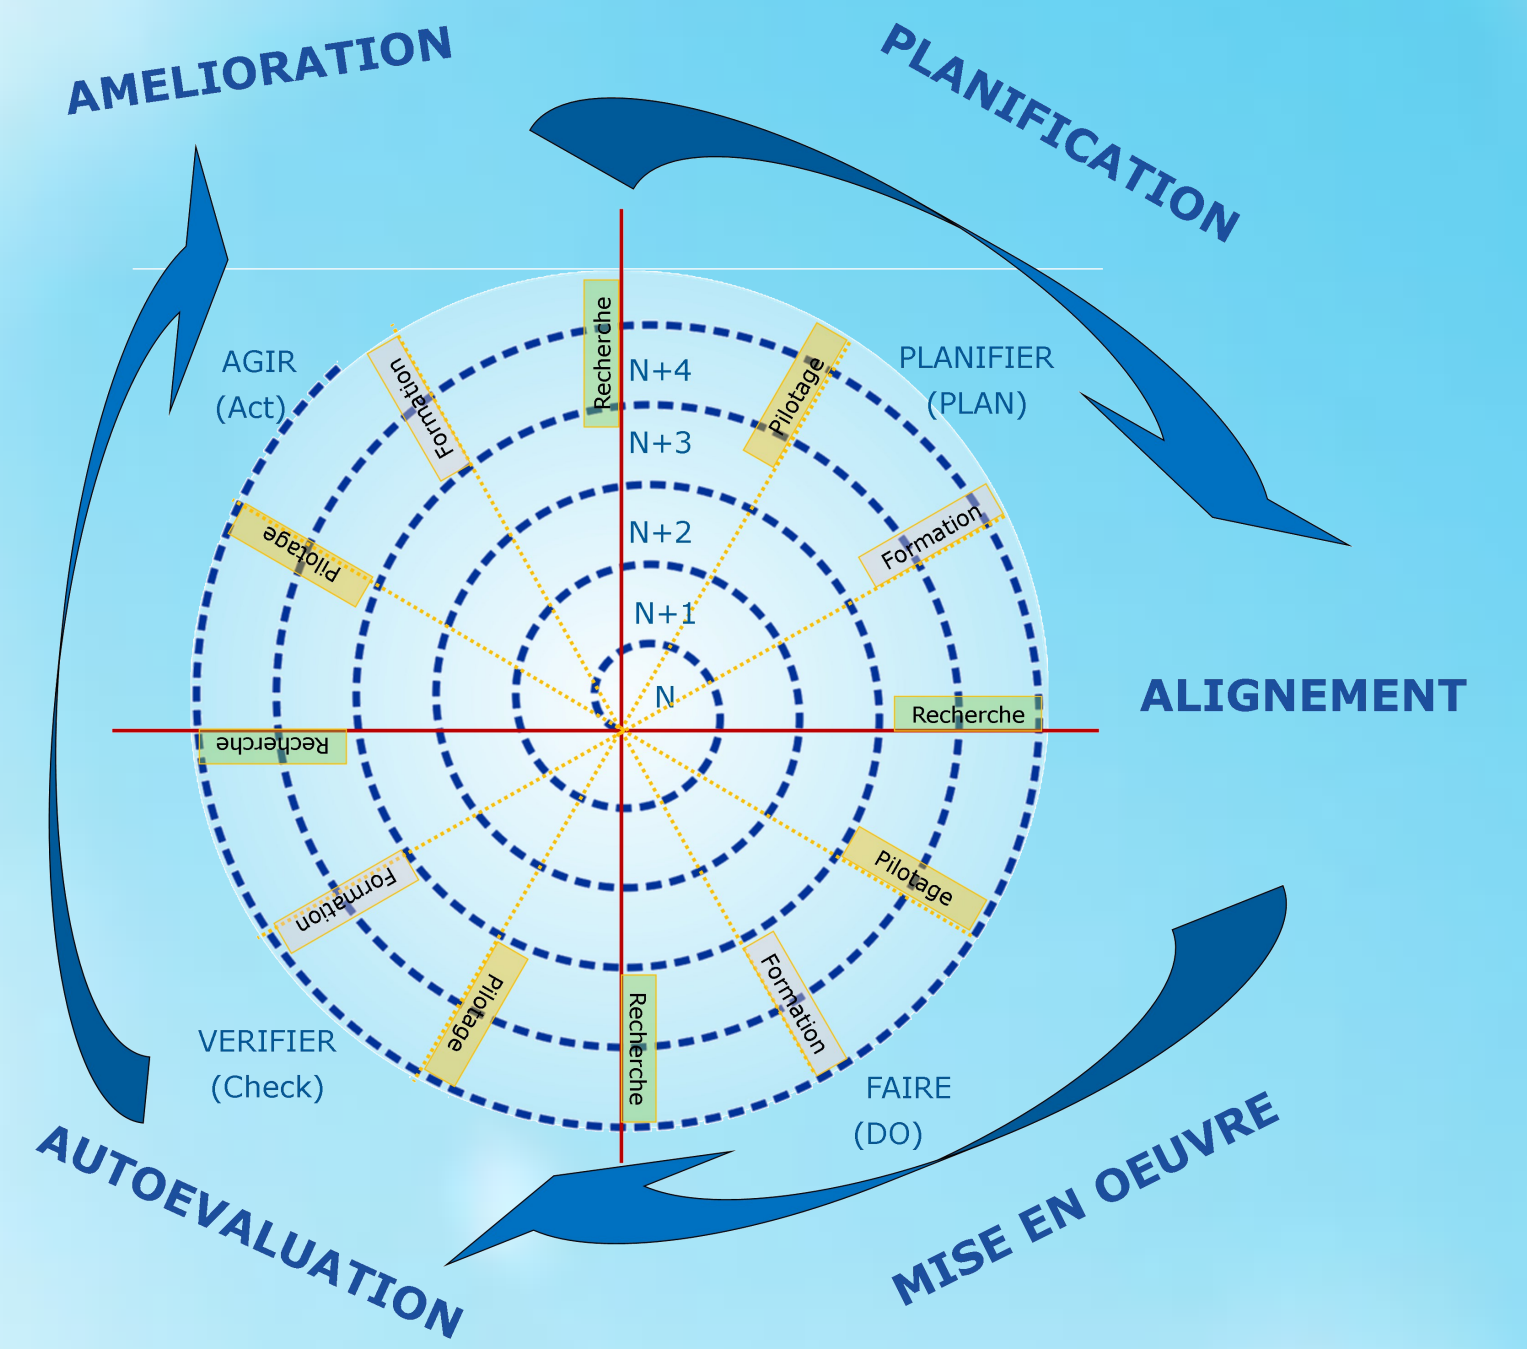 AMELIORATION
PLANIFICATION
AGIR
(Act)
PLANIFIER
(PLAN)
Formation
Recherche
Pilotage
Formation
N+4
N+3
N+2
N+1
N
Pilotage
Recherche
Recherche
ALIGNEMENT
Formation
Pilotage
Pilotage
Recherche
Formation
VERIFIER
(Check)
FAIRE
(DO)
AUTOEVALUATION
MISE EN OEUVRE